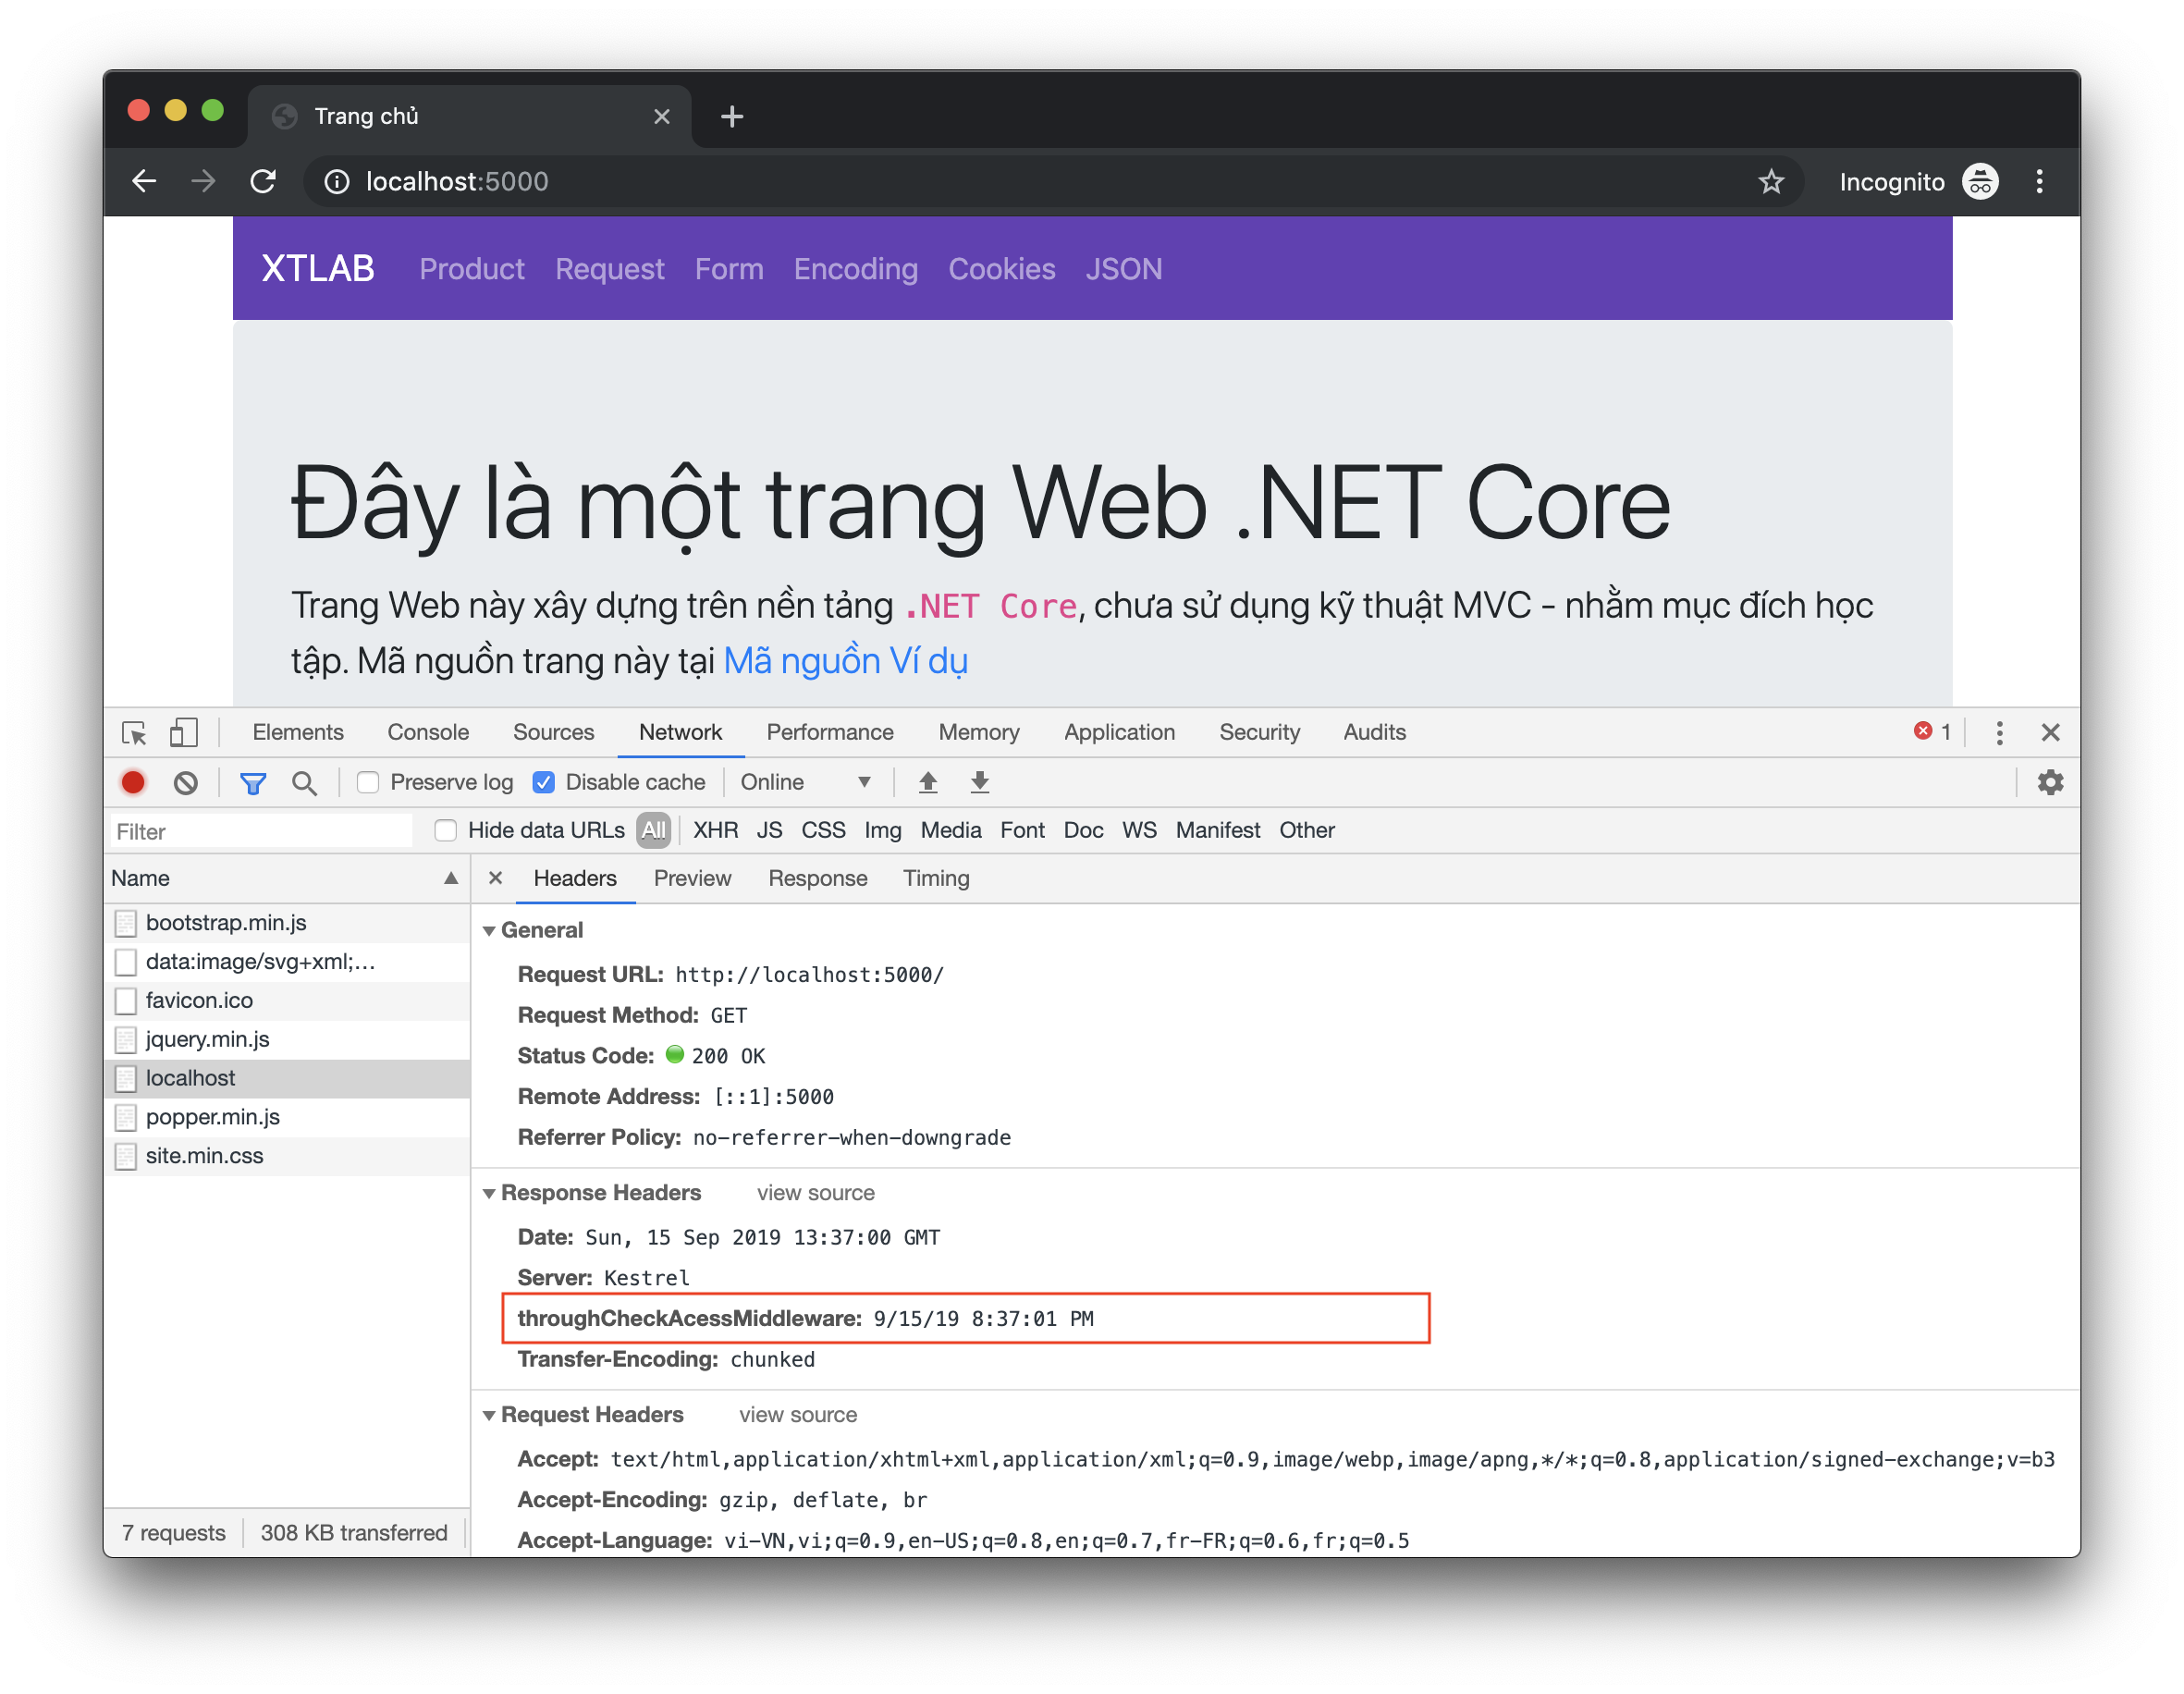 Trang chủ
localhost:5000
Incognito
XTLAB Product Request Form Encoding Cookies JSON
Đây là một trang Web .NET Core
Trang Web này xây dựng trên nền tảng .NET Core, chưa sử dụng kỹ thuật MVC - nhằm mục đích học
tập. Mã nguồn trang này tại Mã nguồn Ví dụ
Elements Console Sources Network Performance Memory Application Security Audits 1
Preserve log Disable cache Online
Filter Hide data URLs All XHR JS CSS Img Media Font Doc WS Manifest Other
Name
bootstrap.min.js
data:image/svg+xml;…
favicon.ico
jquery.min.js
localhost
popper.min.js
site.min.css
7 requests 308 KB transferred
Headers Preview Response Timing
General
Request URL: http://localhost:5000/
Request Method: GET
Status Code: 200 OK
Remote Address: [::1]:5000
Referrer Policy: no-referrer-when-downgrade
Response Headers view source
Date: Sun, 15 Sep 2019 13:37:00 GMT
Server: Kestrel
throughCheckAcessMiddleware: 9/15/19 8:37:01 PM
Transfer-Encoding: chunked
Request Headers view source
Accept: text/html,application/xhtml+xml,application/xml;q=0.9,image/webp,image/apng,*/*;q=0.8,application/signed-exchange;v=b3
Accept-Encoding: gzip, deflate, br
Accept-Language: vi-VN,vi;q=0.9,en-US;q=0.8,en;q=0.7,fr-FR;q=0.6,fr;q=0.5